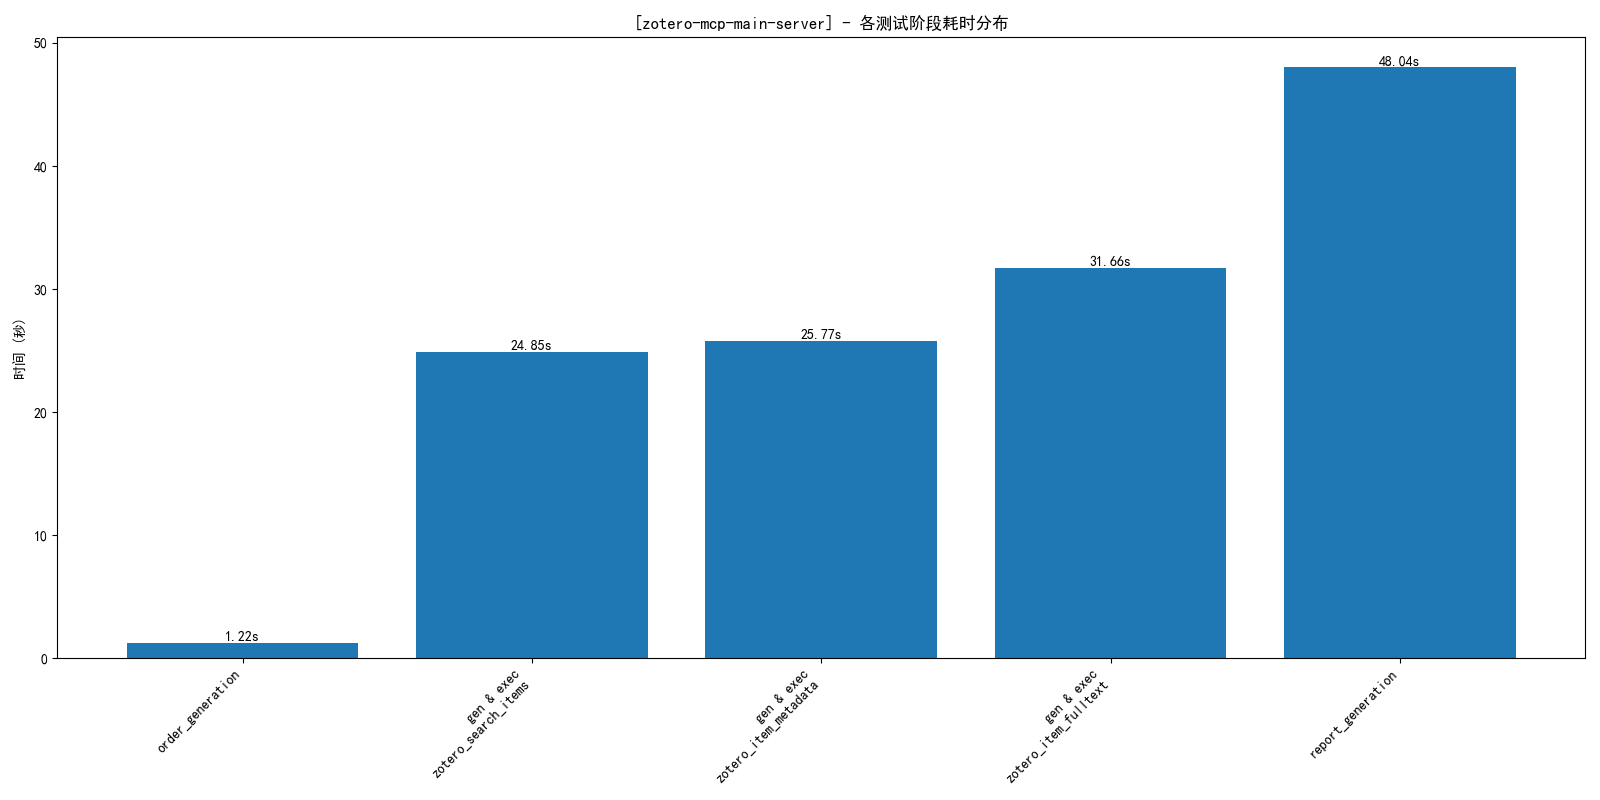 [zotero-mcp-main-server] - 各测试阶段耗时分布
时间 (秒)
50
40
30
20
10
0
1.22s
24.85s
25.77s
31.66s
48.04s
order_generation
gen & exec
zotero_search_items
gen & exec
zotero_item_metadata
gen & exec
zotero_item_fulltext
report_generation